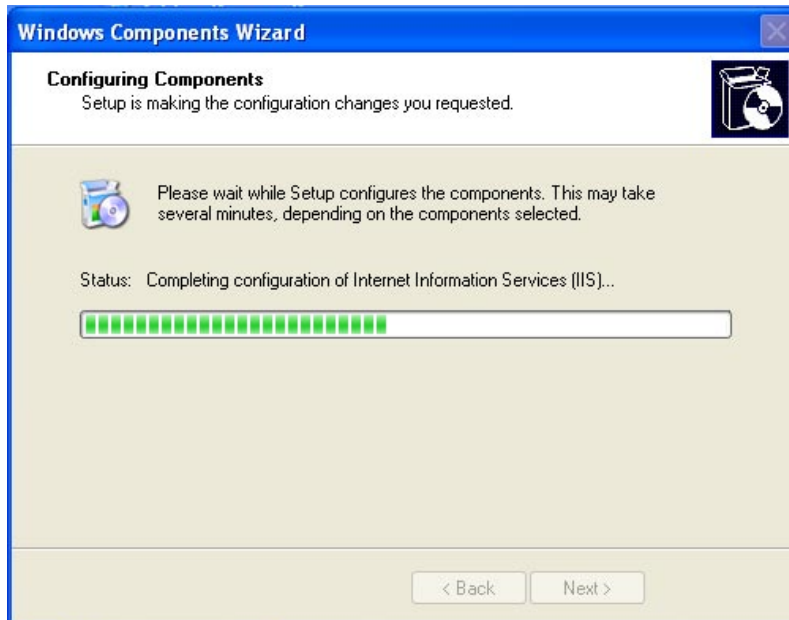 Windows Components Wizard
Configuring Components
Setup is making the configuration changes you requested.
Please wait while Setup configures the components. This may take
several minutes, depending on the components selected.
Status: Completing configuration of Internet Information Services (IIS)...
< Back Next >